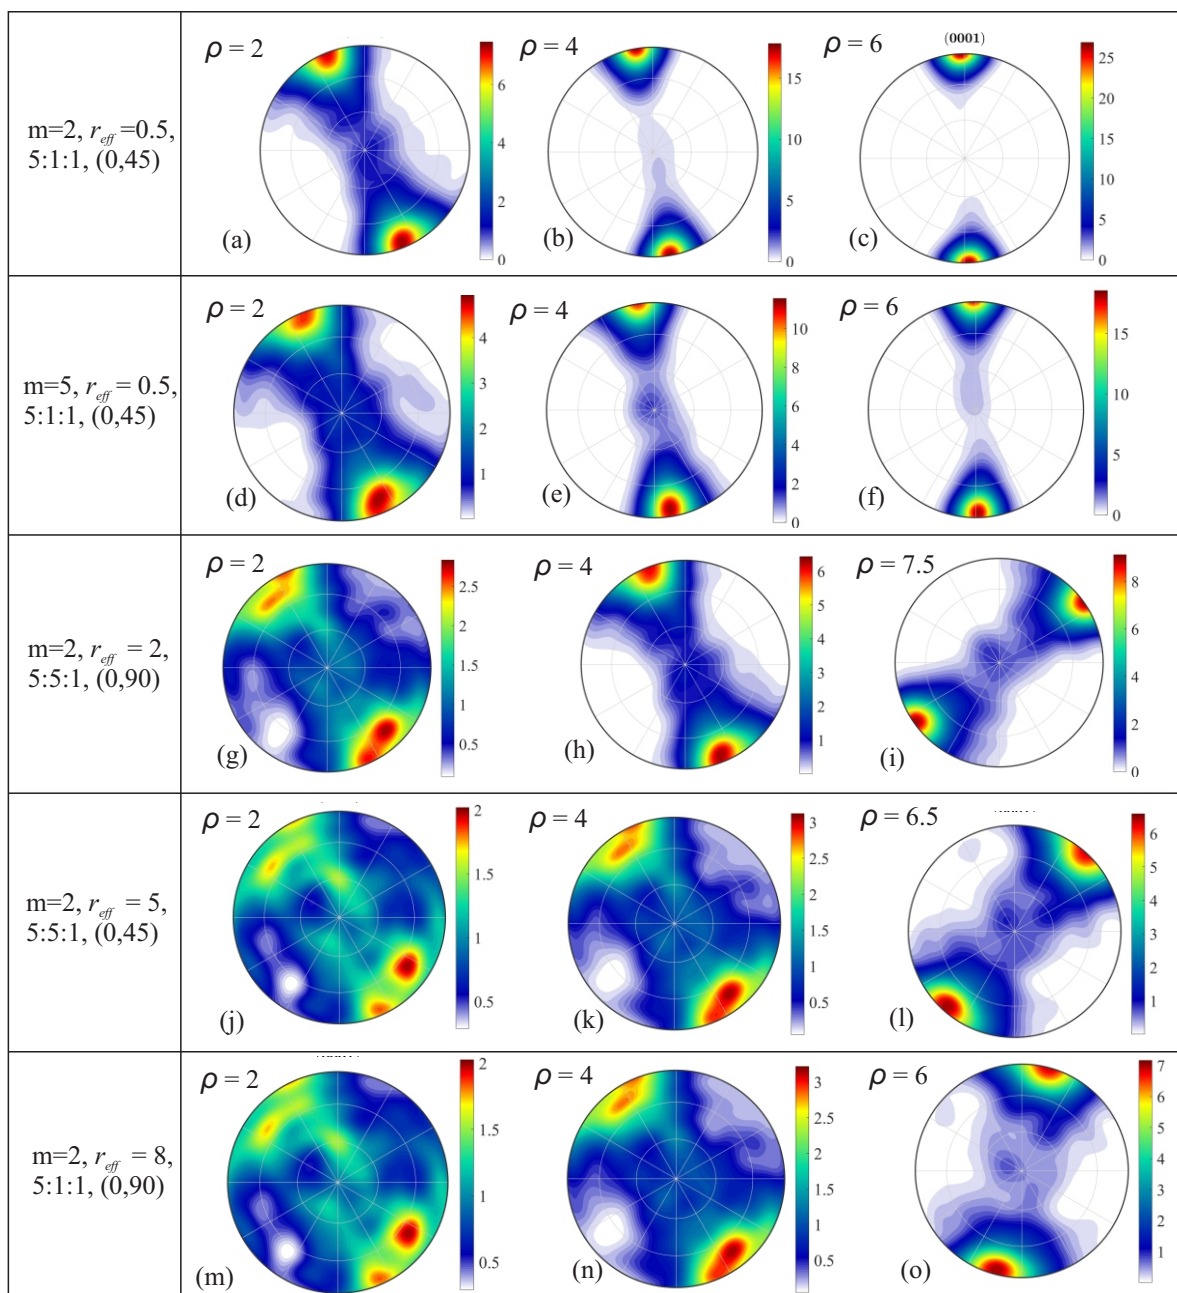 m=2, r_eff =0.5,
5:1:1, (0,45)
ρ = 2
6
4
2
0
(a)
ρ = 4
15
10
5
0
(b)
ρ = 6
(0001)
25
20
15
10
5
0
(c)
m=5, r_eff = 0.5,
5:1:1, (0,45)
ρ = 2
4
3
2
1
(d)
ρ = 4
10
8
6
4
2
0
(e)
ρ = 6
15
10
5
0
(f)
m=2, r_eff = 2,
5:5:1, (0,90)
ρ = 2
2.5
2
1.5
1
0.5
(g)
ρ = 4
6
5
4
3
2
1
(h)
ρ = 7.5
8
6
4
2
0
(i)
m=2, r_eff = 5,
5:5:1, (0,45)
ρ = 2
2
1.5
1
0.5
(j)
ρ = 4
3
2.5
2
1.5
1
0.5
(k)
ρ = 6.5
6
5
4
3
2
1
(l)
m=2, r_eff = 8,
5:1:1, (0,90)
ρ = 2
2
1.5
1
0.5
(m)
ρ = 4
3
2.5
2
1.5
1
0.5
(n)
ρ = 6
7
6
5
4
3
2
1
(o)